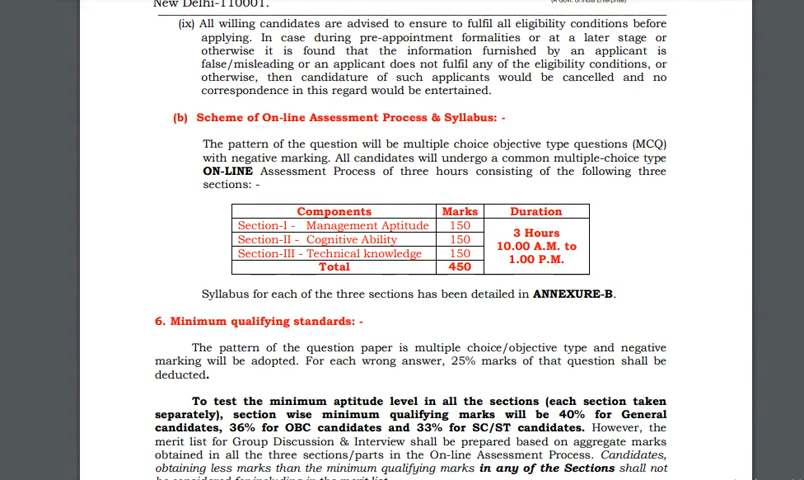 New Delhi-110001.
(ix) All willing candidates are advised to ensure to fulfil all eligibility conditions before
applying. In case during pre-appointment formalities or at a later stage or
otherwise it is found that the information furnished by an applicant is
false/misleading or an applicant does not fulfil any of the eligibility conditions, or
otherwise, then candidature of such applicants would be cancelled and no
correspondence in this regard would be entertained.
(b) Scheme of On-line Assessment Process & Syllabus: -
The pattern of the question will be multiple choice objective type questions (MCQ)
with negative marking. All candidates will undergo a common multiple-choice type
ON-LINE Assessment Process of three hours consisting of the following three
sections: -
Components Marks Duration
Section-I - Management Aptitude 150
Section-II - Cognitive Ability 150
Section-III - Technical knowledge 150
Total 450
3 Hours
10.00 A.M. to
1.00 P.M.
Syllabus for each of the three sections has been detailed in ANNEXURE-B.
6. Minimum qualifying standards: -
The pattern of the question paper is multiple choice/objective type and negative
marking will be adopted. For each wrong answer, 25% marks of that question shall be
deducted.
To test the minimum aptitude level in all the sections (each section taken
separately), section wise minimum qualifying marks will be 40% for General
candidates, 36% for OBC candidates and 33% for SC/ST candidates. However, the
merit list for Group Discussion & Interview shall be prepared based on aggregate marks
obtained in all the three sections/parts in the On-line Assessment Process. Candidates,
obtaining less marks than the minimum qualifying marks in any of the Sections shall not